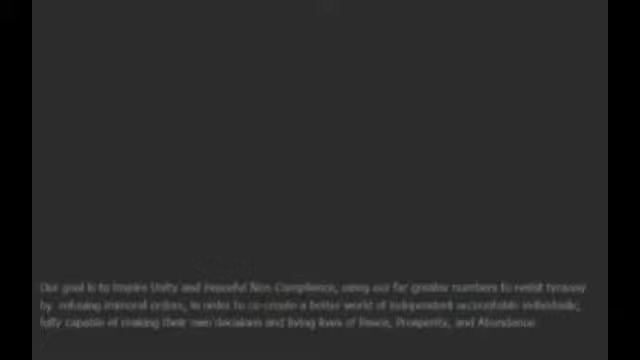 Our goal is to Inspire Unity and Peaceful Non Compliance, using our far greater numbers to resist tyranny
by refusing immoral orders, in order to co-create a better world of independent accountable individuals;
fully capable of making their own decisions and living lives of Peace, Prosperity, and Abundance.